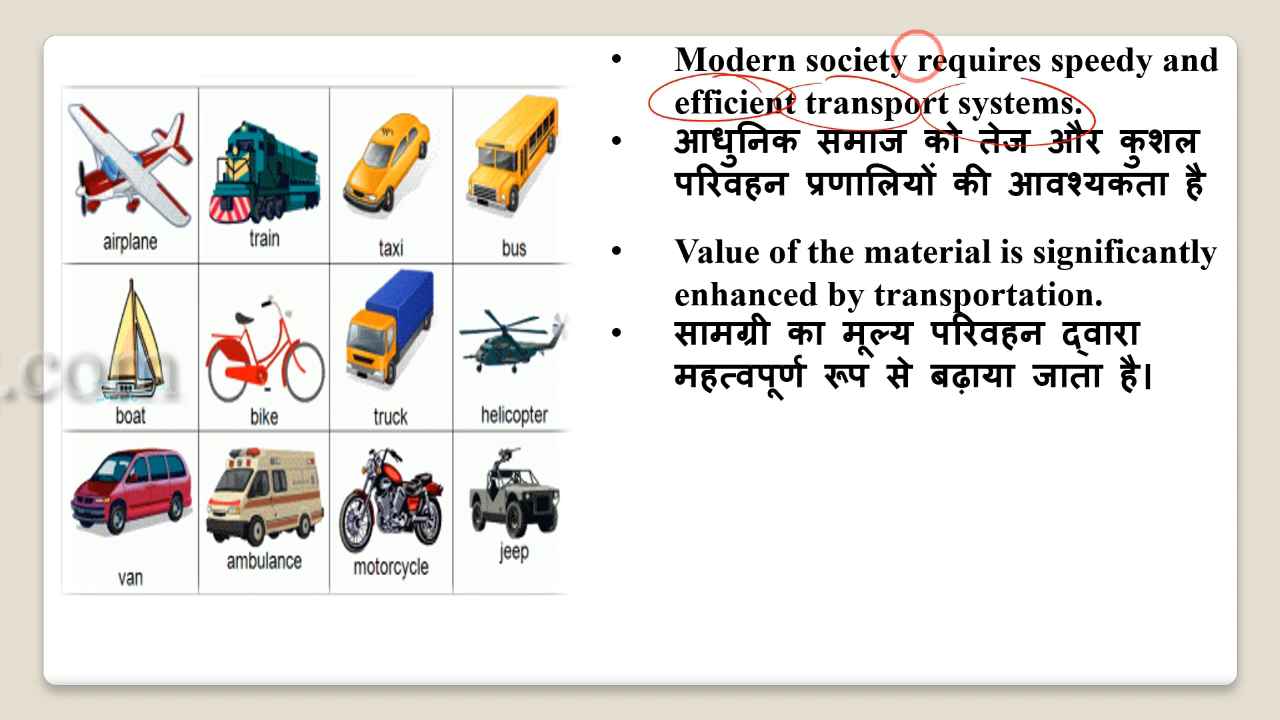 • Modern society requires speedy and
efficient transport systems.
• आधुनिक समाज को तेज और कुशल
परिवहन प्रणालियों की आवश्यकता है
• Value of the material is significantly
enhanced by transportation.
• सामग्री का मूल्य परिवहन द्वारा
महत्वपूर्ण रूप से बढ़ाया जाता है।
airplane train taxi bus
boat bike truck helicopter
van ambulance motorcycle jeep
.com